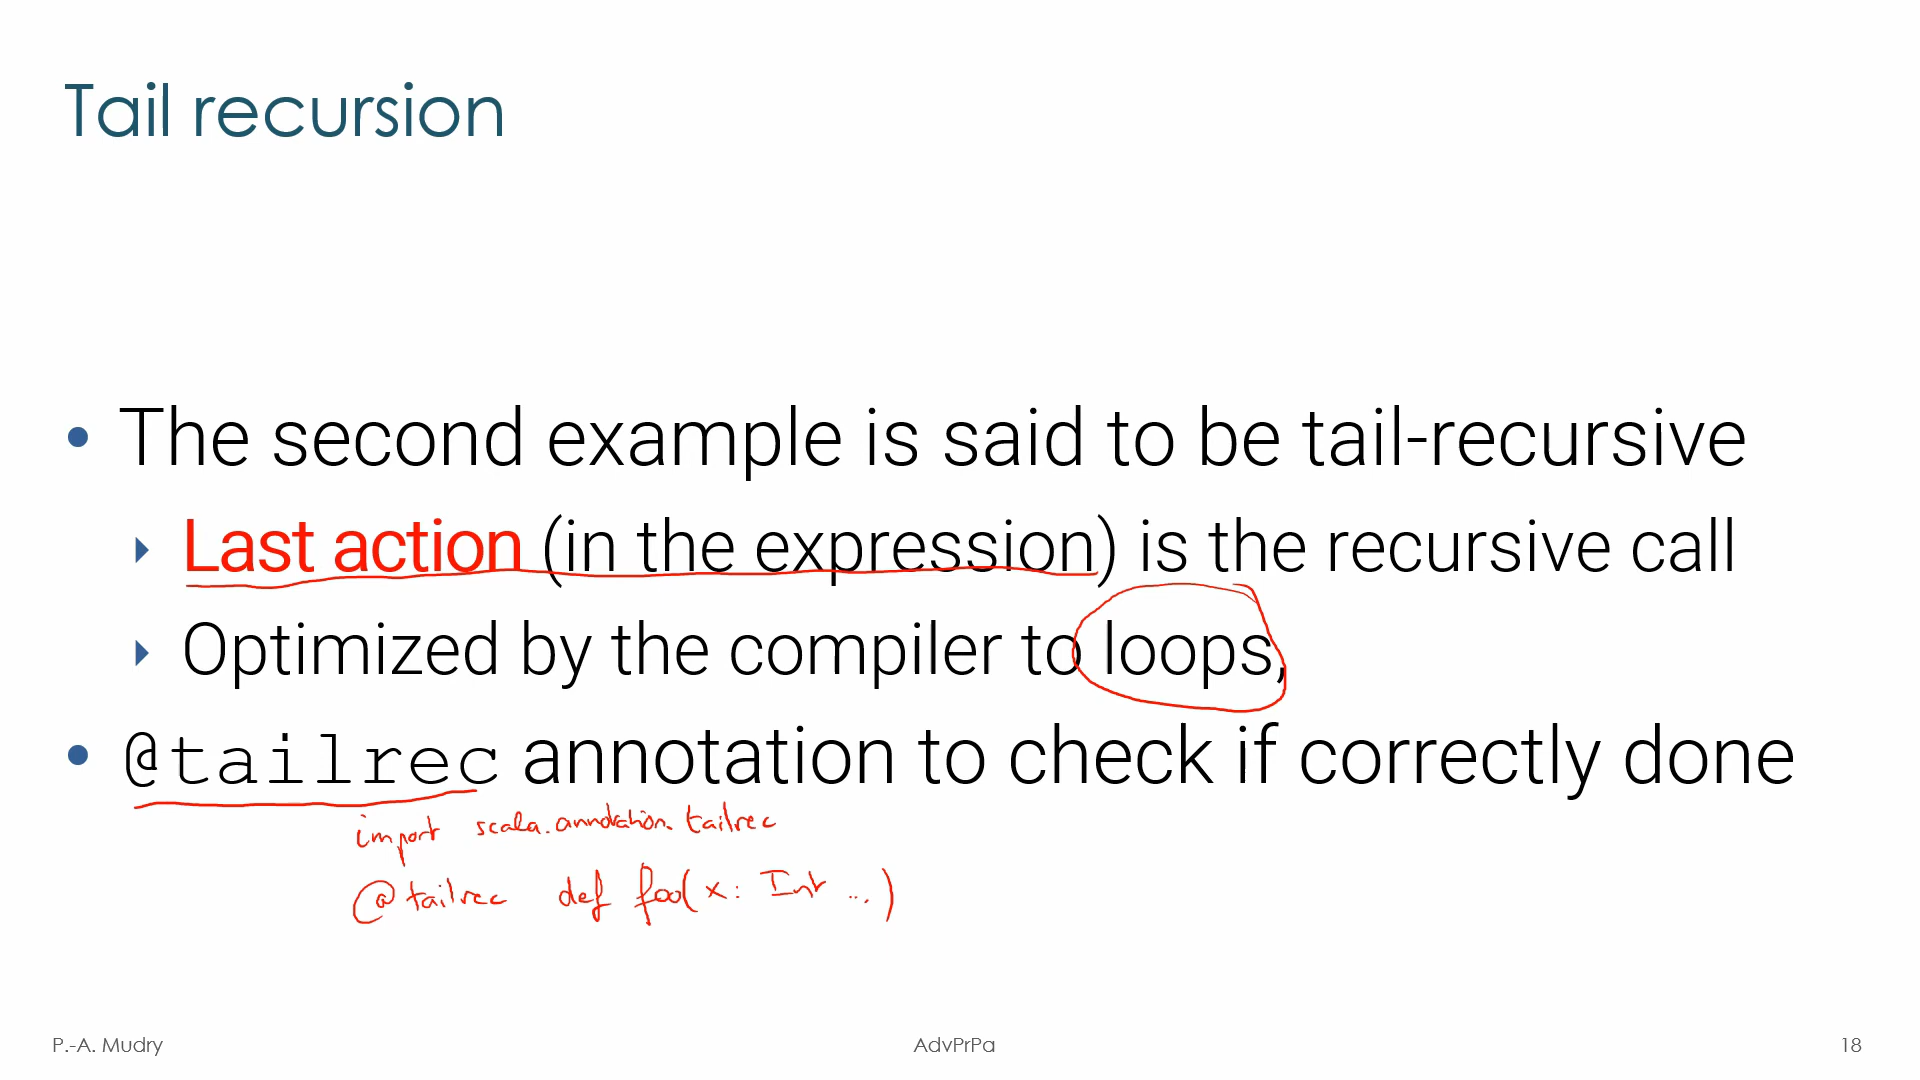 Tail recursion
• The second example is said to be tail-recursive
Last action (in the expression) is the recursive call
Optimized by the compiler to loops,
• @tailrec annotation to check if correctly done
import scala.annotation.tailrec
@tailrec def foo(x: Int ...)
P.-A. Mudry
AdvPrPa
18